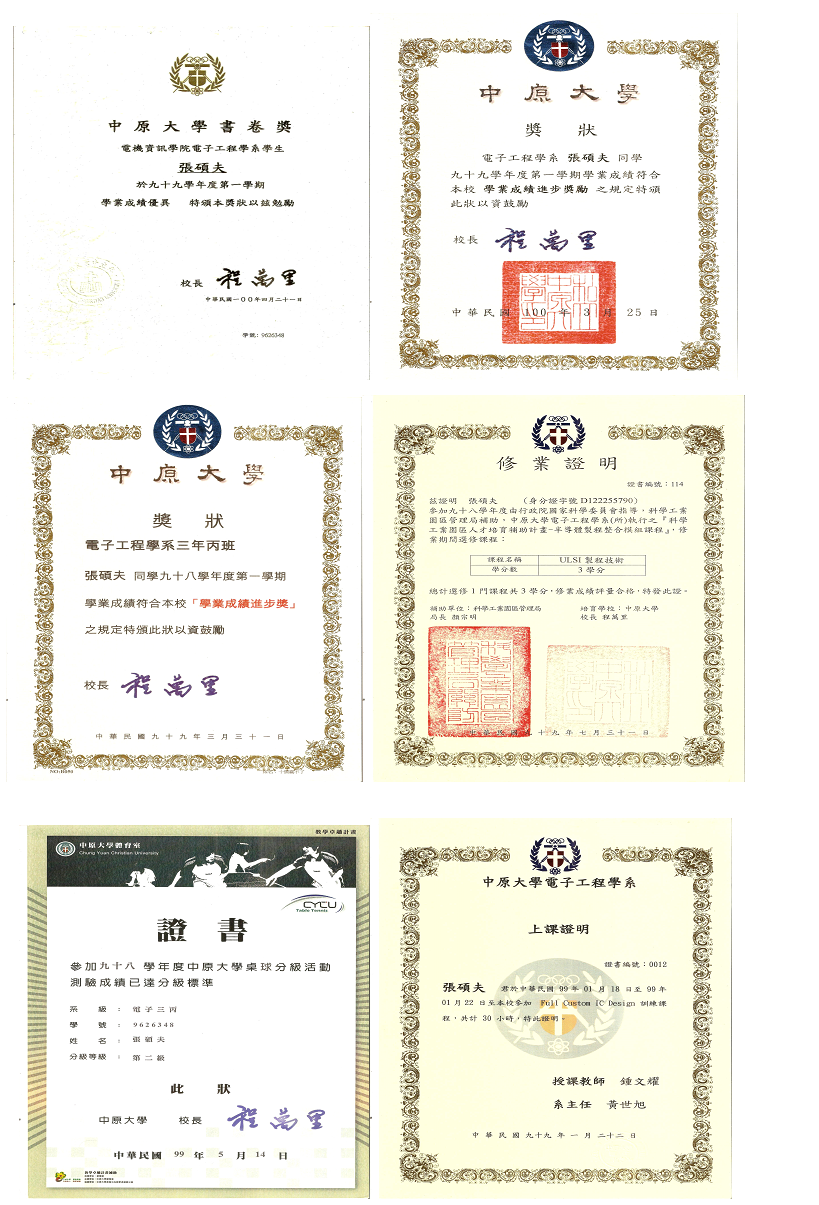 中原大學書卷獎
電機資訊學院電子工程學系學生
張碩夫
於九十九學年度第一學期
學業成績優異　特頒本獎狀以茲勉勵
校長 程萬里
中華民國一00年四月二十一日
學號: 9626348
中原大學
獎狀
電子工程學系 張碩夫 同學
九十九學年度第一學期學業成績符合
本校 學業成績進步獎勵 之規定特頒
此狀以資鼓勵
校長 程萬里
中華民國 100 年 3 月 25 日
中原大學
獎狀
電子工程學系三年丙班
張碩夫 同學九十八學年度第一學期
學業成績符合本校「學業成績進步獎」
之規定特頒此狀以資鼓勵
校長 程萬里
中華民國九十九年三月三十一日
修業證明
證書編號：114
茲證明　張碩夫　（身分證字號 D122255790）
參加九十八學年度由行政院國家科學委員會指導，科學工業
園區管理局補助，中原大學電子工程學系(所)執行之『科學
工業園區人才培育補助計畫-半導體製程整合模組課程』，修
業期間選修課程：
課程名稱 ULSI 製程技術
學分數 3 學分
總計選修 1 門課程共 3 學分，修業成績評量合格，特發此證。
補助單位：科學工業園區管理局 培育學校：中原大學
局長 顏宗明 校長 程萬里
九十九年七月三十一日
教學卓越計畫
中原大學體育室
Chung Yuan Christian University
CYCU
Table Tennis
證書
參加九十八 學年度中原大學桌球分級活動
測驗成績已達分級標準
系級：電子三丙
學號：9626348
姓名：張碩夫
分級等級：第二級
此狀
中原大學　校長 程萬里
中華民國 99 年 5 月 14 日
中原大學電子工程學系
上課證明
證書編號：0012
張碩夫 君於中華民國 99 年 01 月 18 日至 99 年
01 月 22 日至本校參加 Full Custom IC Design 訓練課
程，共計 30 小時，特此證明。
授課教師 鍾文耀
系主任 黃世旭
中華民國九十九年一月二十二日